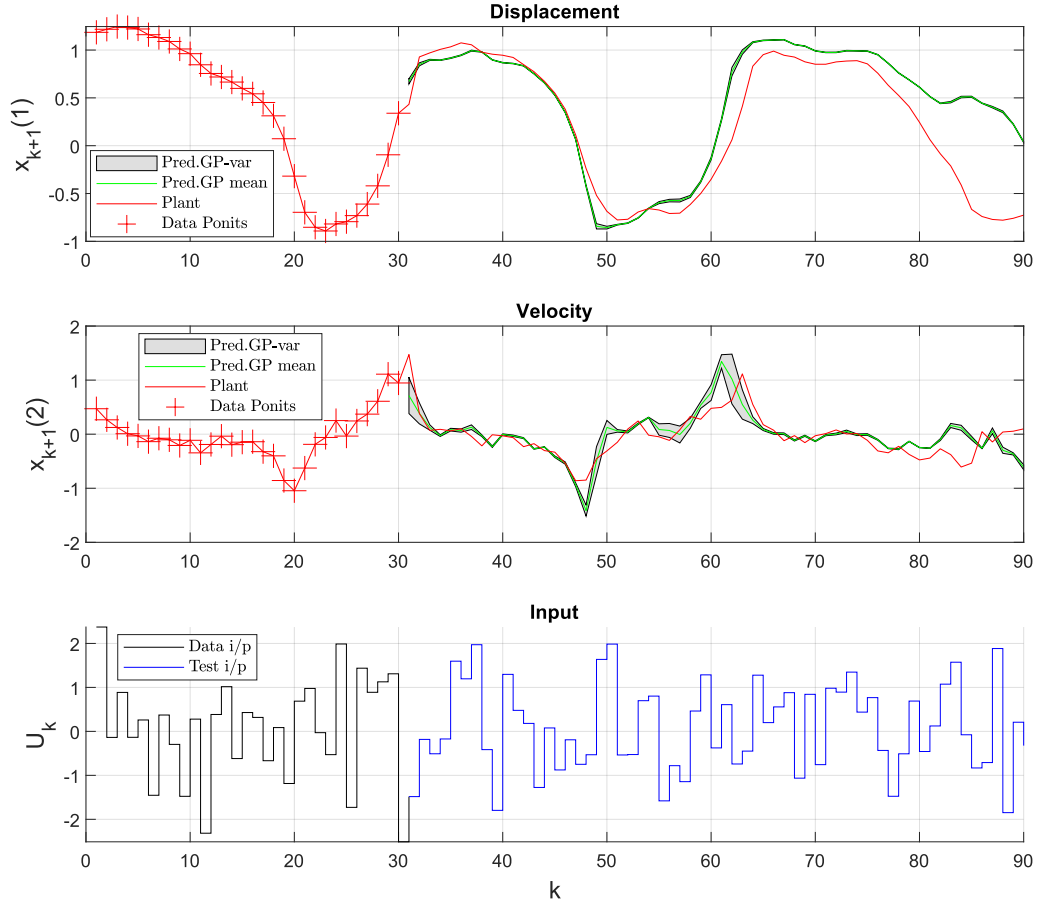 Displacement
x_{k+1}(1)
1
0.5
0
-0.5
-1
Pred.GP-var
Pred.GP mean
Plant
Data Ponits
0 10 20 30 40 50 60 70 80 90
Velocity
x_{k+1}(2)
2
1
0
-1
-2
Pred.GP-var
Pred.GP mean
Plant
Data Ponits
0 10 20 30 40 50 60 70 80 90
Input
U_k
2
1
0
-1
-2
Data i/p
Test i/p
0 10 20 30 40 50 60 70 80 90
k